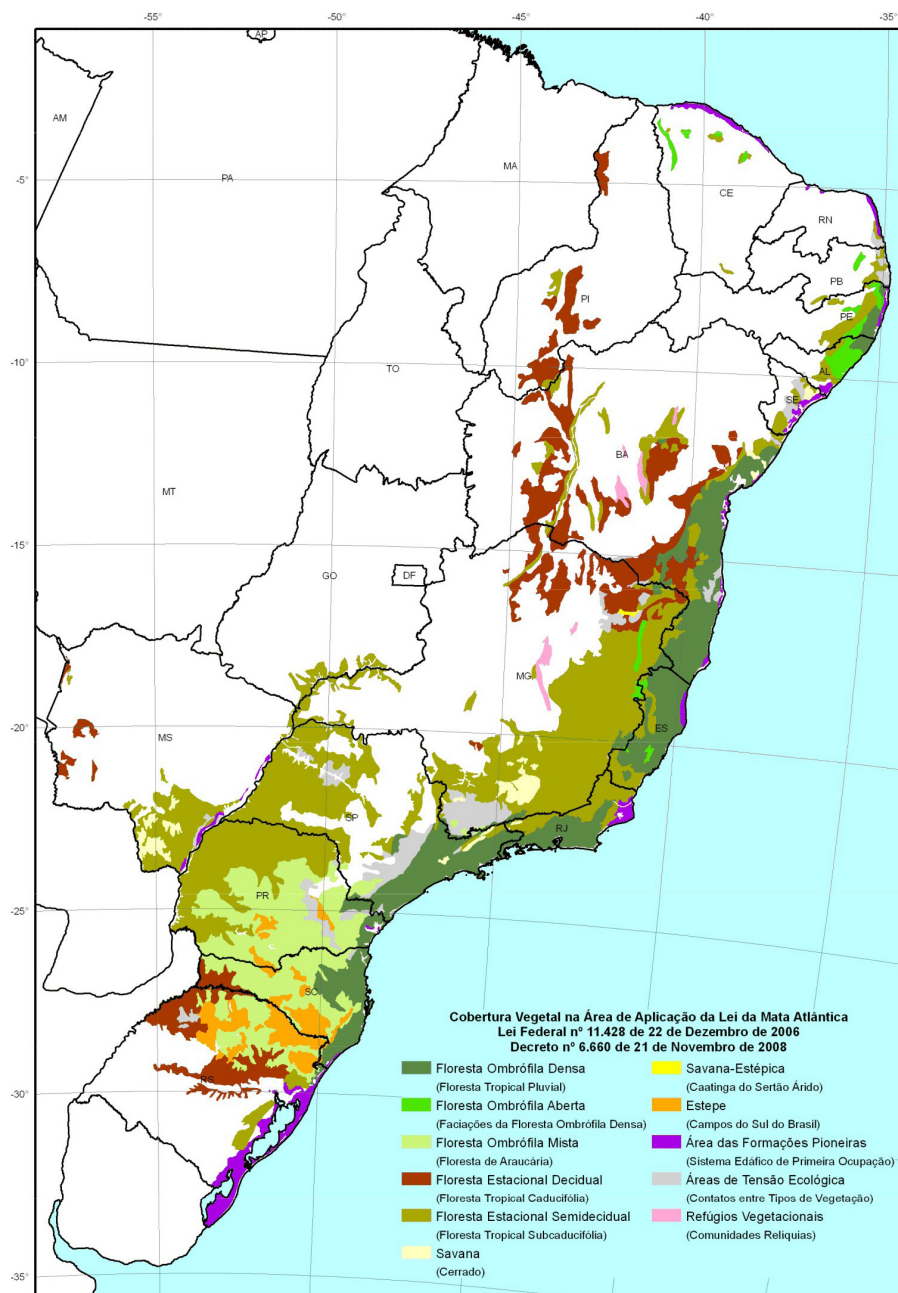 -55°
-50°
-45°
-40°
-35°
AP
AM
PA
MA
CE
RN
-5°
PB
PI
PE
-10°
TO
AL
SE
BA
MT
-15°
GO
DF
MG
-20°
MS
ES
SP
RJ
PR
-25°
SC
Cobertura Vegetal na Área de Aplicação da Lei da Mata Atlântica
Lei Federal nº 11.428 de 22 de Dezembro de 2006
Decreto nº 6.660 de 21 de Novembro de 2008
RS
-30°
-35°
Floresta Ombrófila Densa
(Floresta Tropical Pluvial)
Floresta Ombrófila Aberta
(Faciações da Floresta Ombrófila Densa)
Floresta Ombrófila Mista
(Floresta de Araucária)
Floresta Estacional Decidual
(Floresta Tropical Caducifólia)
Floresta Estacional Semidecidual
(Floresta Tropical Subcaducifólia)
Savana
(Cerrado)
Savana-Estépica
(Caatinga do Sertão Árido)
Estepe
(Campos do Sul do Brasil)
Área das Formações Pioneiras
(Sistema Edáfico de Primeira Ocupação)
Áreas de Tensão Ecológica
(Contatos entre Tipos de Vegetação)
Refúgios Vegetacionais
(Comunidades Relíquias)